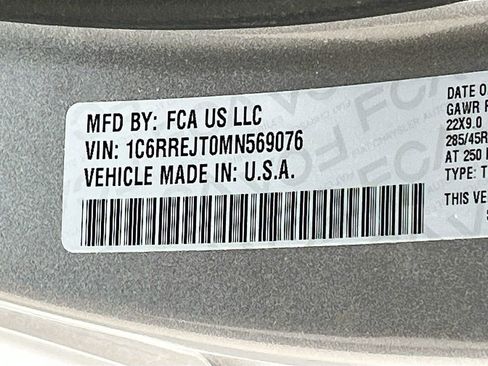 MFD BY: FCA US LLC
VIN: 1C6RREJT0MN569076
VEHICLE MADE IN: U.S.A.
DATE O
GAWR
22X9.0
285/45R
AT 250
TYPE: T
THIS VE